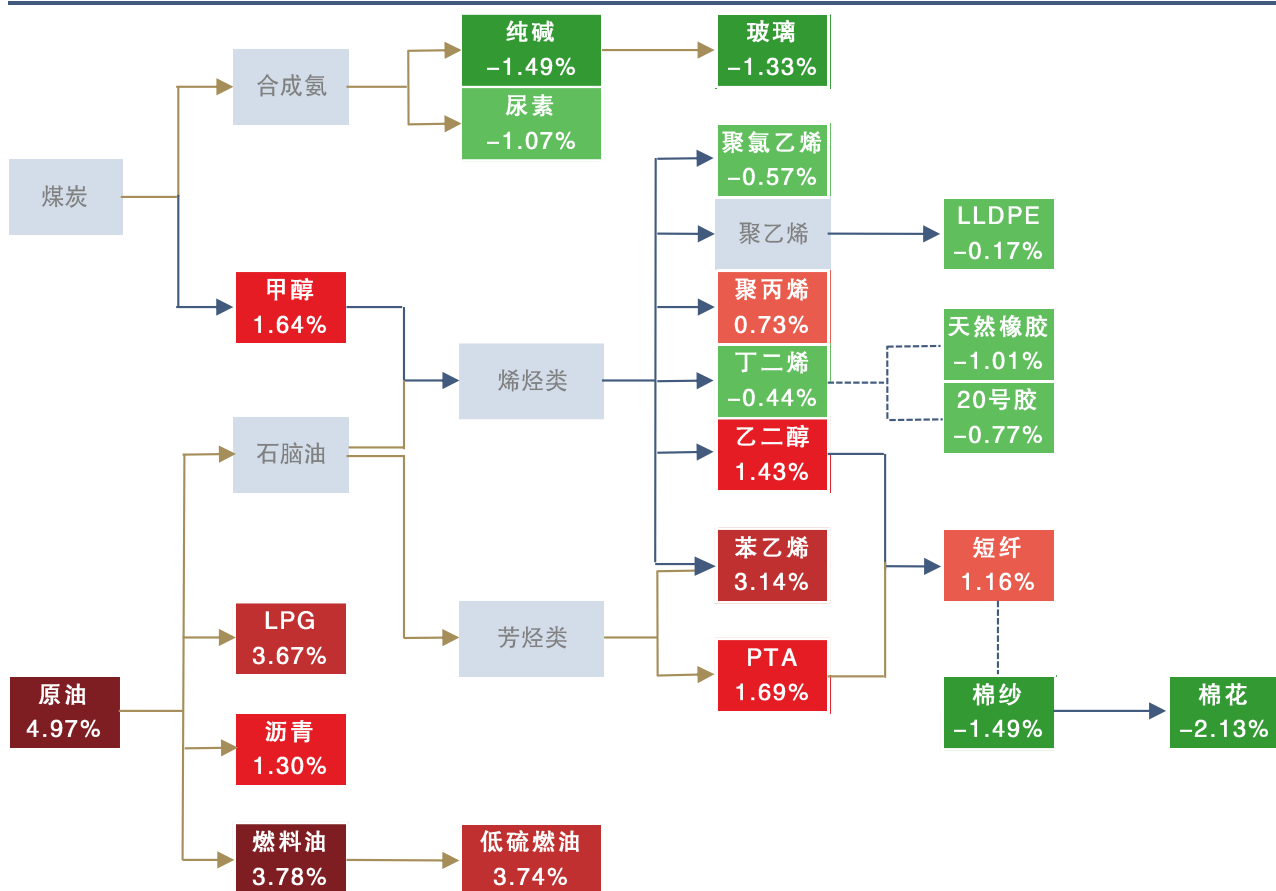 纯碱
-1.49%
玻璃
-1.33%
合成氨
尿素
-1.07%
煤炭
聚氯乙烯
-0.57%
聚乙烯
LLDPE
-0.17%
甲醇
1.64%
聚丙烯
0.73%
天然橡胶
-1.01%
烯烃类
丁二烯
-0.44%
20号胶
-0.77%
石脑油
乙二醇
1.43%
苯乙烯
3.14%
短纤
1.16%
LPG
3.67%
芳烃类
PTA
1.69%
原油
4.97%
沥青
1.30%
棉纱
-1.49%
棉花
-2.13%
燃料油
3.78%
低硫燃油
3.74%